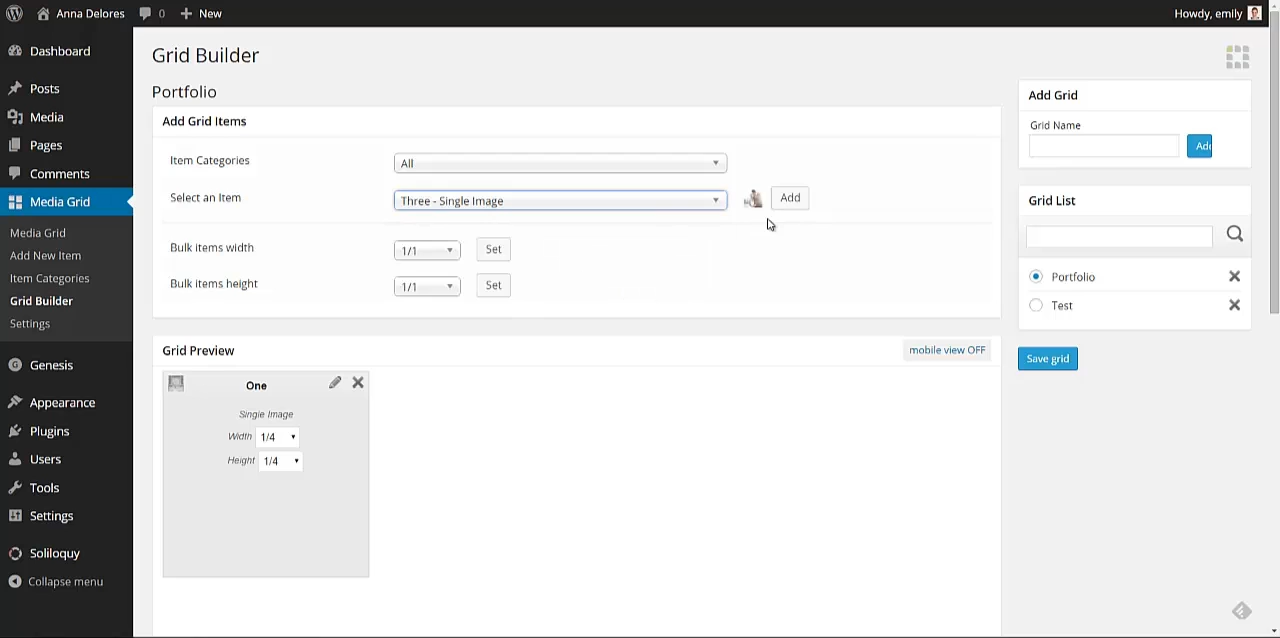 Anna Delores
0
New
Howdy, emily
Dashboard
Posts
Media
Pages
Comments
Media Grid
Media Grid
Add New Item
Item Categories
Grid Builder
Settings
Genesis
Appearance
Plugins
Users
Tools
Settings
Soliloquy
Collapse menu
Grid Builder
Portfolio
Add Grid Items
Item Categories
All
Select an Item
Three - Single Image
Add
Bulk items width
1/1
Set
Bulk items height
1/1
Set
Grid Preview
mobile view OFF
One
Single Image
Width 1/4
Height 1/4
Add Grid
Grid Name
Add
Grid List
Portfolio
Test
Save grid